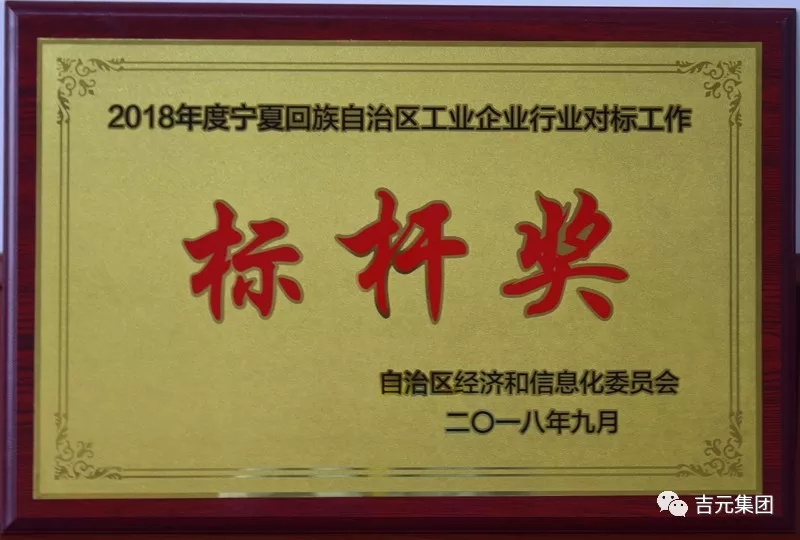 2018年度宁夏回族自治区工业企业行业对标工作
标杆奖
自治区经济和信息化委员会
二〇一八年九月
吉元集团